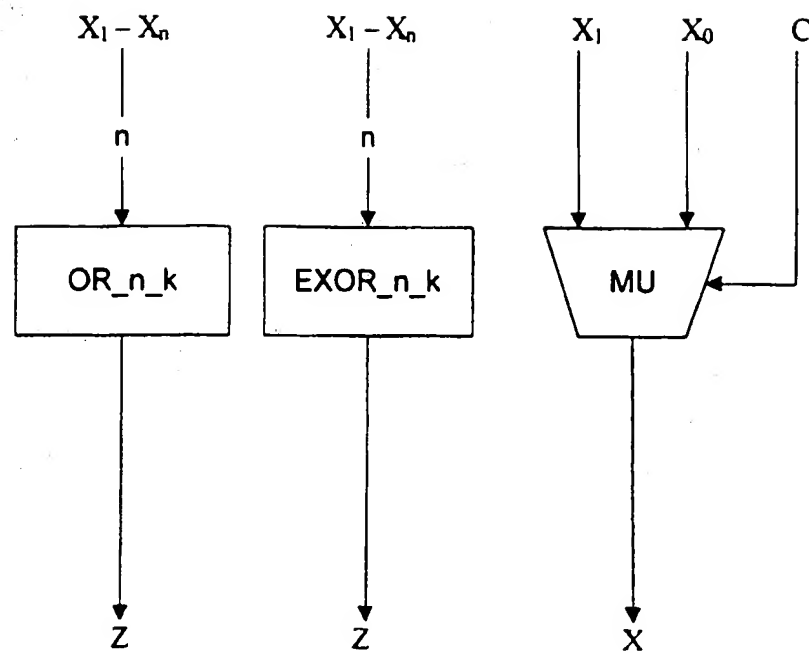 X₁ – Xₙ X₁ – Xₙ X₁ X₀ C
n n
OR_n_k EXOR_n_k MU
Z Z X